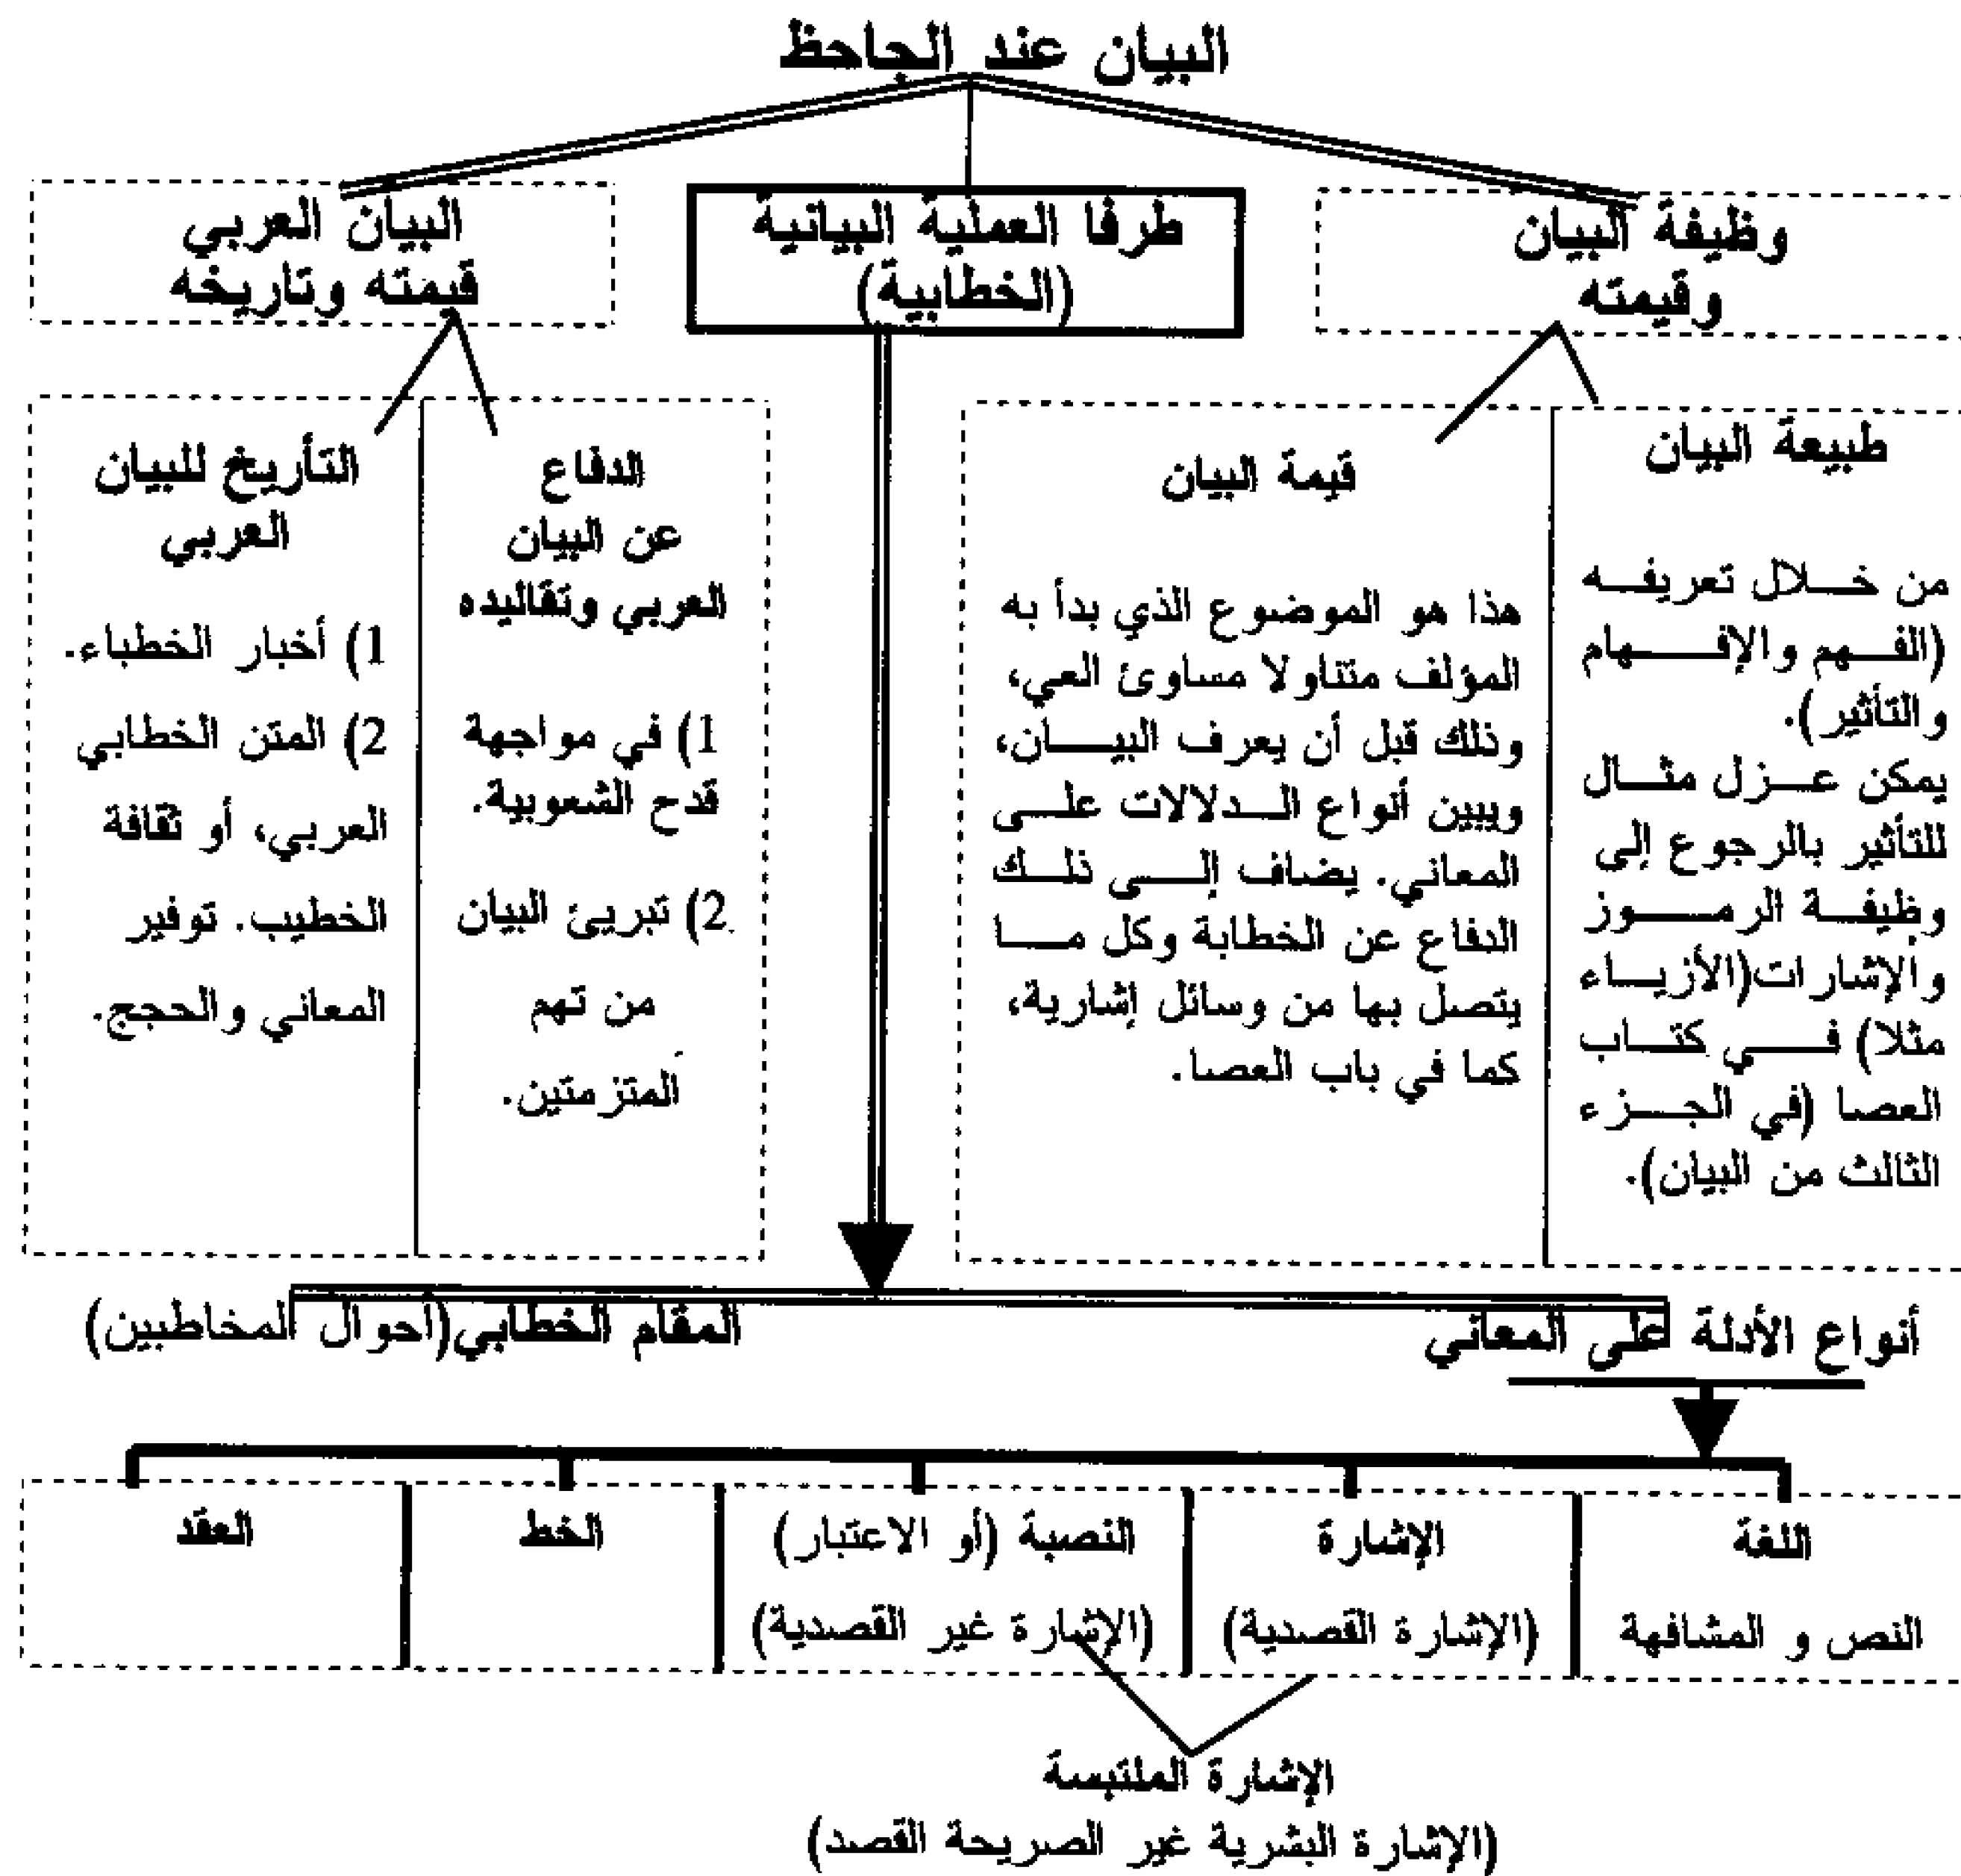 البيان عند الجاحظ
وظيفة البيان
وقيمته
طرفا العملية البيانية
(الخطابية)
البيان العربي
قيمته وتاريخه
طبيعة البيان
من خلال تعريفه
(الفهم والإفهام
والتأثير).
يمكن عزل مثال
للتأثير بالرجوع إلى
وظيفة الرموز
والإشارات(الأزياء
مثلا) في كتاب
العصا (في الجزء
الثالث من البيان).
قيمة البيان
هذا هو الموضوع الذي بدأ به
المؤلف متناولا مساوئ العي،
وذلك قبل أن يعرف البيان،
ويبين أنواع الدلالات على
المعاني. يضاف إلى ذلك
الدفاع عن الخطابة وكل ما
يتصل بها من وسائل إشارية،
كما في باب العصا.
الدفاع
عن البيان
العربي وتقاليده
1) في مواجهة
قدح الشعوبية.
2) تبريئ البيان
من تهم
المتزمتين.
التأريخ للبيان
العربي
1) أخبار الخطباء.
2) المتن الخطابي
العربي، أو ثقافة
الخطيب. توفير
المعاني والحجج.
أنواع الأدلة على المعاني
المقام الخطابي(احوال المخاطبين)
اللغة
النص و المشافهة
الإشارة
(الإشارة القصدية)
النصبة (أو الاعتبار)
(الإشارة غير القصدية)
الخط
العقد
الإشارة الملتبسة
(الإشارة البشرية غير الصريحة القصد)